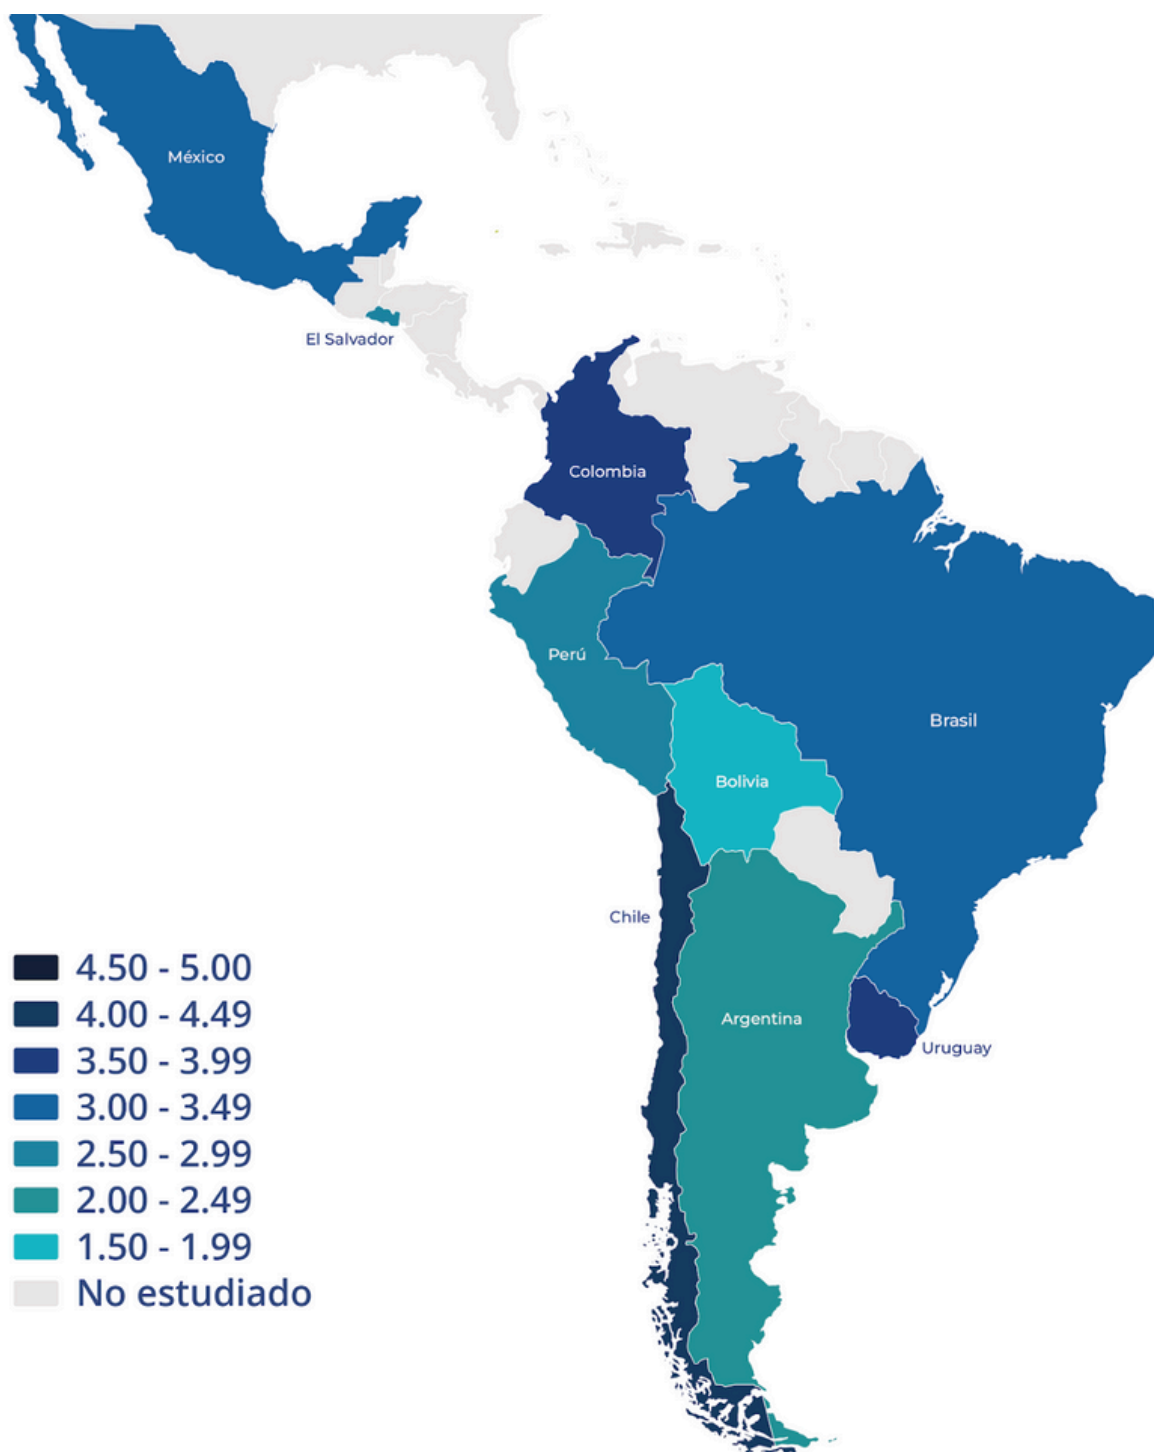 México
El Salvador
Colombia
Perú
Brasil
Bolivia
Chile
Argentina
Uruguay
4.50 - 5.00
4.00 - 4.49
3.50 - 3.99
3.00 - 3.49
2.50 - 2.99
2.00 - 2.49
1.50 - 1.99
No estudiado